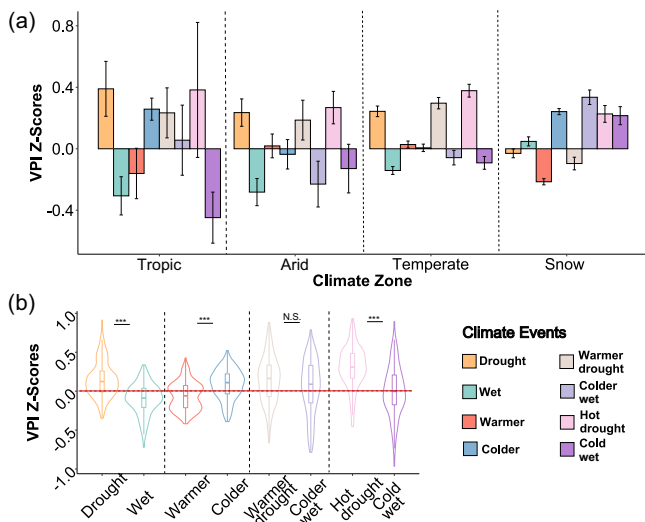 (a)
VPI Z-Scores
0.8
0.4
0.0
-0.4
Tropic Arid Temperate Snow
Climate Zone
(b)
VPI Z-Scores
1.0
0.5
0.0
-0.5
-1.0
*** *** N.S. ***
Drought
Wet
Warmer
Colder
Warmer
drought
Colder
wet
Hot
drought
Cold
wet
Climate Events
Drought
Wet
Warmer
Colder
Warmer
drought
Colder
wet
Hot
drought
Cold
wet